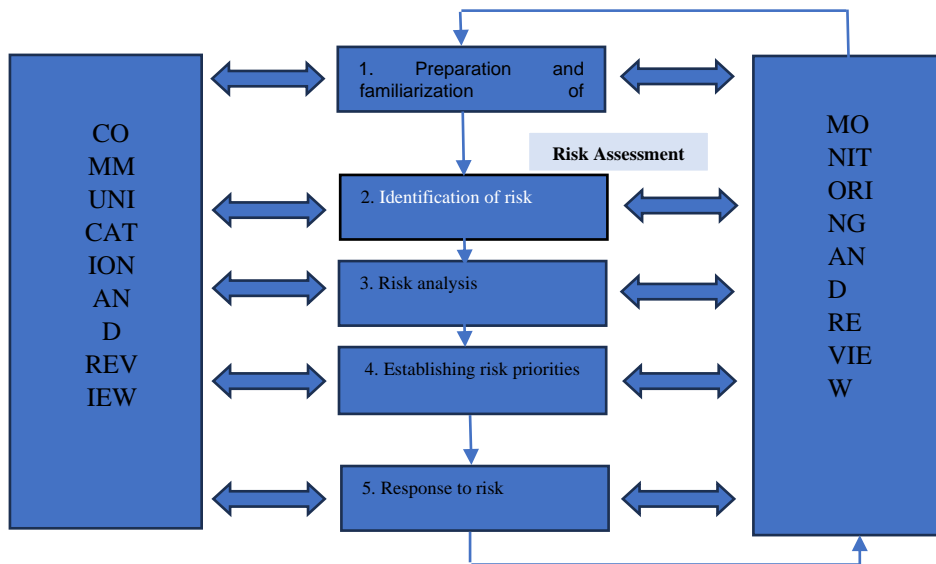 CO
MM
UNI
CAT
ION
AN
D
REV
IEW
1. Preparation and
familiarization of
Risk Assessment
2. Identification of risk
3. Risk analysis
4. Establishing risk priorities
5. Response to risk
MO
NIT
ORI
NG
AN
D
RE
VIE
W